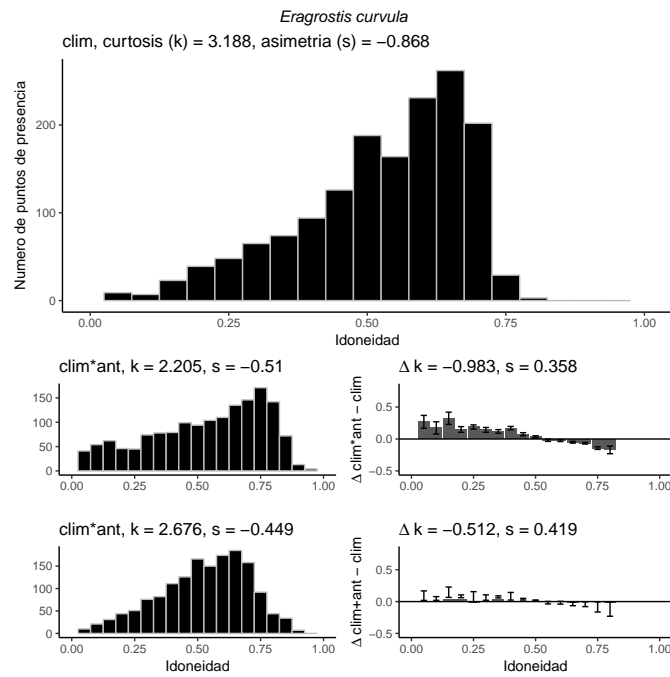 Eragrostis curvula
clim, curtosis (k) = 3.188, asimetria (s) = −0.868
Numero de puntos de presencia
200
100
0
0.00 0.25 0.50 0.75 1.00
Idoneidad
clim*ant, k = 2.205, s = −0.51
150
100
50
0
0.00 0.25 0.50 0.75 1.00
Δ k = −0.983, s = 0.358
Δ clim*ant − clim
0.5
0.0
−0.5
0.00 0.25 0.50 0.75 1.00
clim*ant, k = 2.676, s = −0.449
150
100
50
0
0.00 0.25 0.50 0.75 1.00
Idoneidad
Δ k = −0.512, s = 0.419
Δ clim+ant − clim
0.5
0.0
−0.5
0.00 0.25 0.50 0.75 1.00
Idoneidad